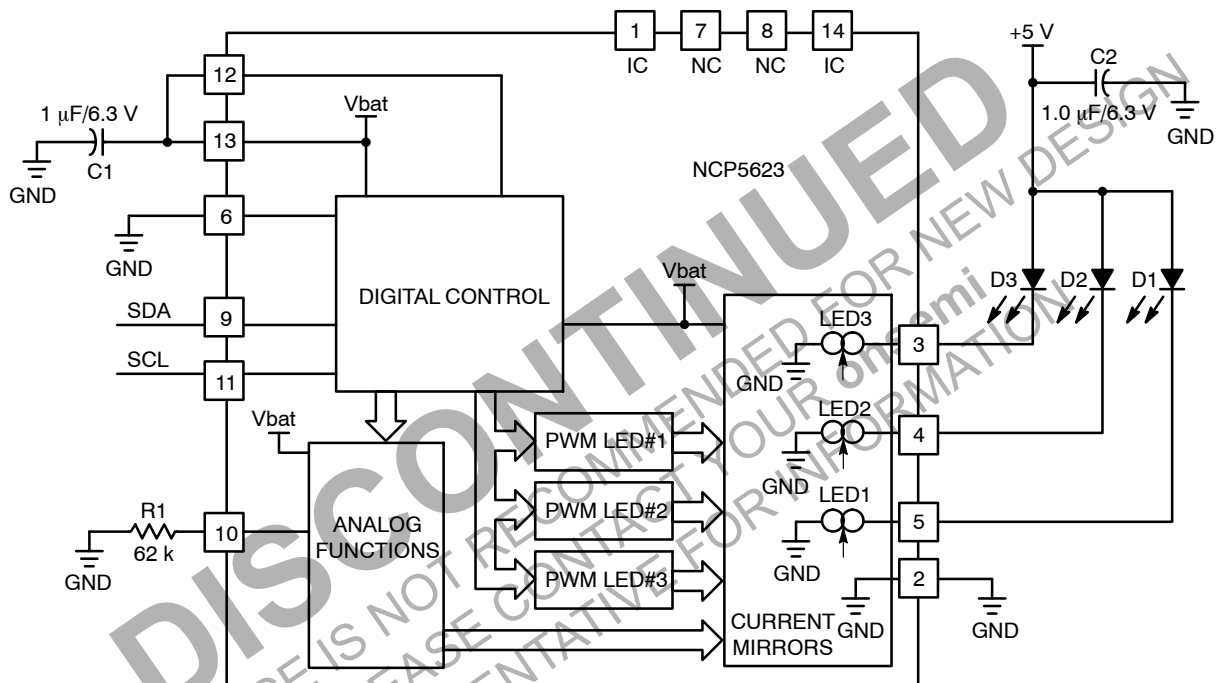 1 7 8 14
IC NC NC IC
+5 V
C2
1.0 µF/6.3 V
GND
12
1 µF/6.3 V
13
Vbat
C1
GND
NCP5623
6
GND
DIGITAL CONTROL
Vbat
D3 D2 D1
SDA
9
SCL
11
LED3
GND
3
LED2
GND
4
LED1
GND
5
2
GND
GND
Vbat
PWM LED#1
PWM LED#2
PWM LED#3
R1
62 k
10
GND
ANALOG
FUNCTIONS
CURRENT
MIRRORS
DISCONTINUED
IS NOT RECOMMENDED FOR NEW DESIGN
CONTACT YOUR onsemi
FOR INFORMATION